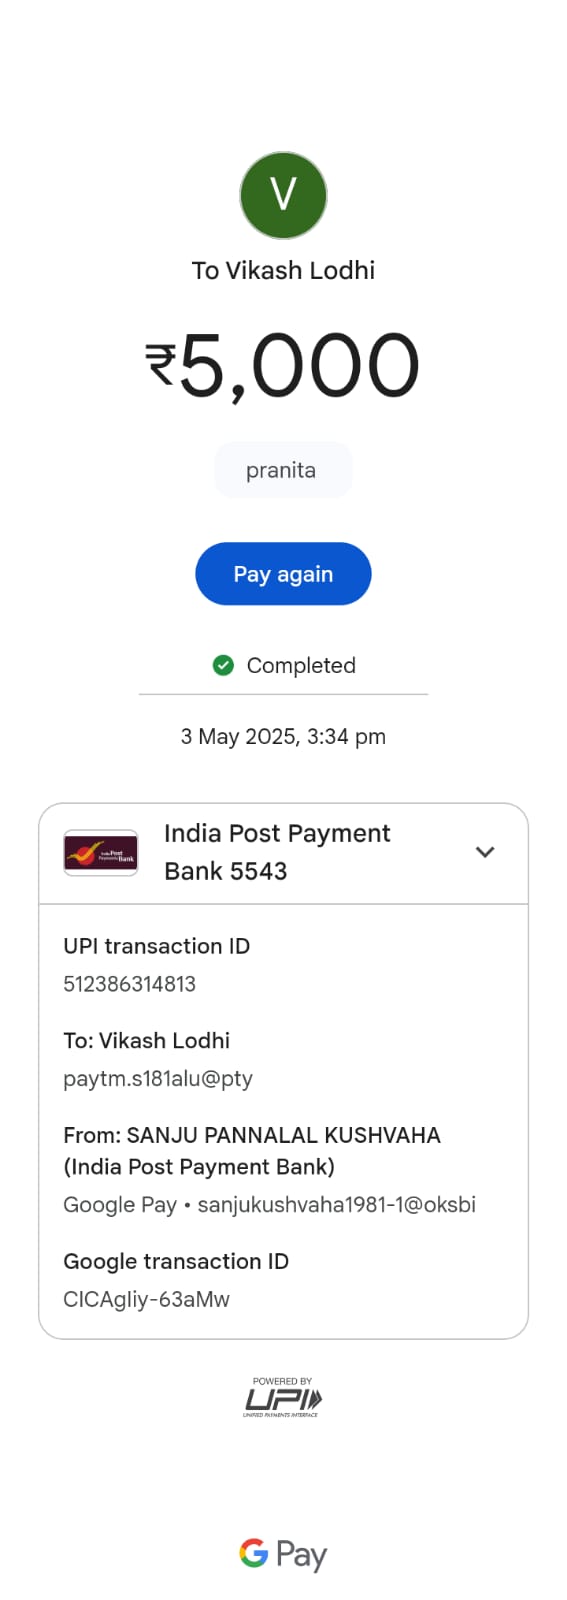 V
To Vikash Lodhi
₹5,000
pranita
Pay again
Completed
3 May 2025, 3:34 pm
India Post Payment
Bank 5543
India Post
Payments Bank
UPI transaction ID
512386314813
To: Vikash Lodhi
paytm.s181alu@pty
From: SANJU PANNALAL KUSHVAHA
(India Post Payment Bank)
Google Pay • sanjukushvaha1981-1@oksbi
Google transaction ID
CICAgIiy-63aMw
POWERED BY
UPI
UNIFIED PAYMENTS INTERFACE
G Pay